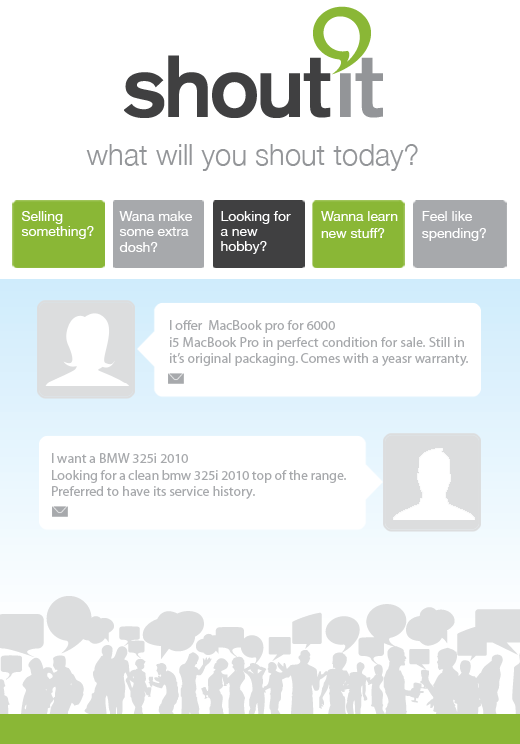 shoutit
what will you shout today?
Selling
something?
Wana make
some extra
dosh?
Looking for
a new
hobby?
Wanna learn
new stuff?
Feel like
spending?
I offer  MacBook pro for 6000
i5 MacBook Pro in perfect condition for sale. Still in
it's original packaging. Comes with a yeasr warranty.
I want a BMW 325i 2010
Looking for a clean bmw 325i 2010 top of the range.
Preferred to have its service history.